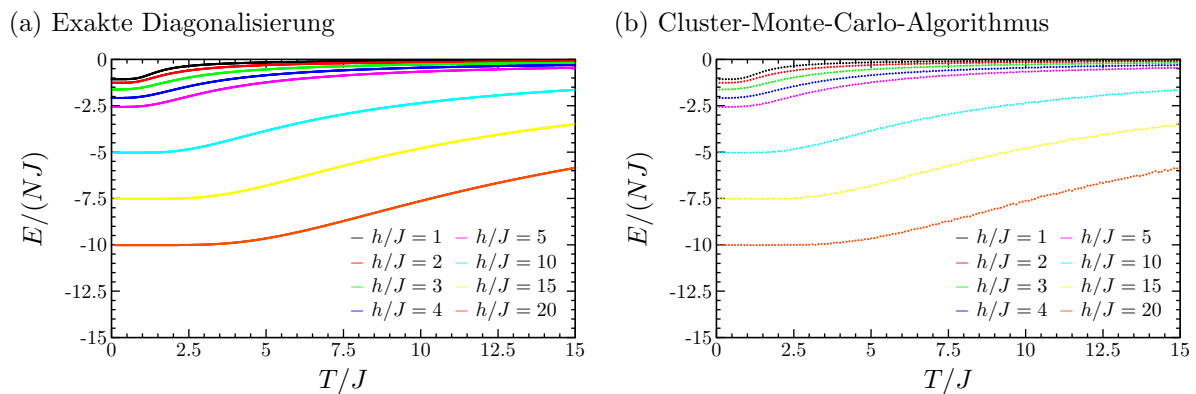 (a) Exakte Diagonalisierung
0
-2.5
-5
-7.5
-10
-12.5
-15
E/(NJ)
h/J = 1 h/J = 5
h/J = 2 h/J = 10
h/J = 3 h/J = 15
h/J = 4 h/J = 20
0 2.5 5 7.5 10 12.5 15
T/J
(b) Cluster-Monte-Carlo-Algorithmus
0
-2.5
-5
-7.5
-10
-12.5
-15
E/(NJ)
h/J = 1 h/J = 5
h/J = 2 h/J = 10
h/J = 3 h/J = 15
h/J = 4 h/J = 20
0 2.5 5 7.5 10 12.5 15
T/J